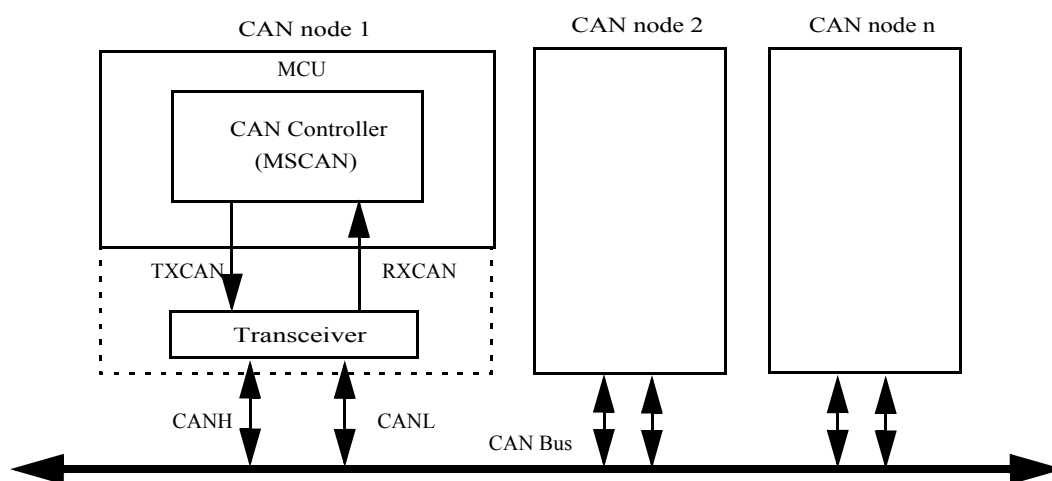 CAN node 1
CAN node 2
CAN node n
MCU
CAN Controller
(MSCAN)
TXCAN
RXCAN
Transceiver
CANH
CANL
CAN Bus